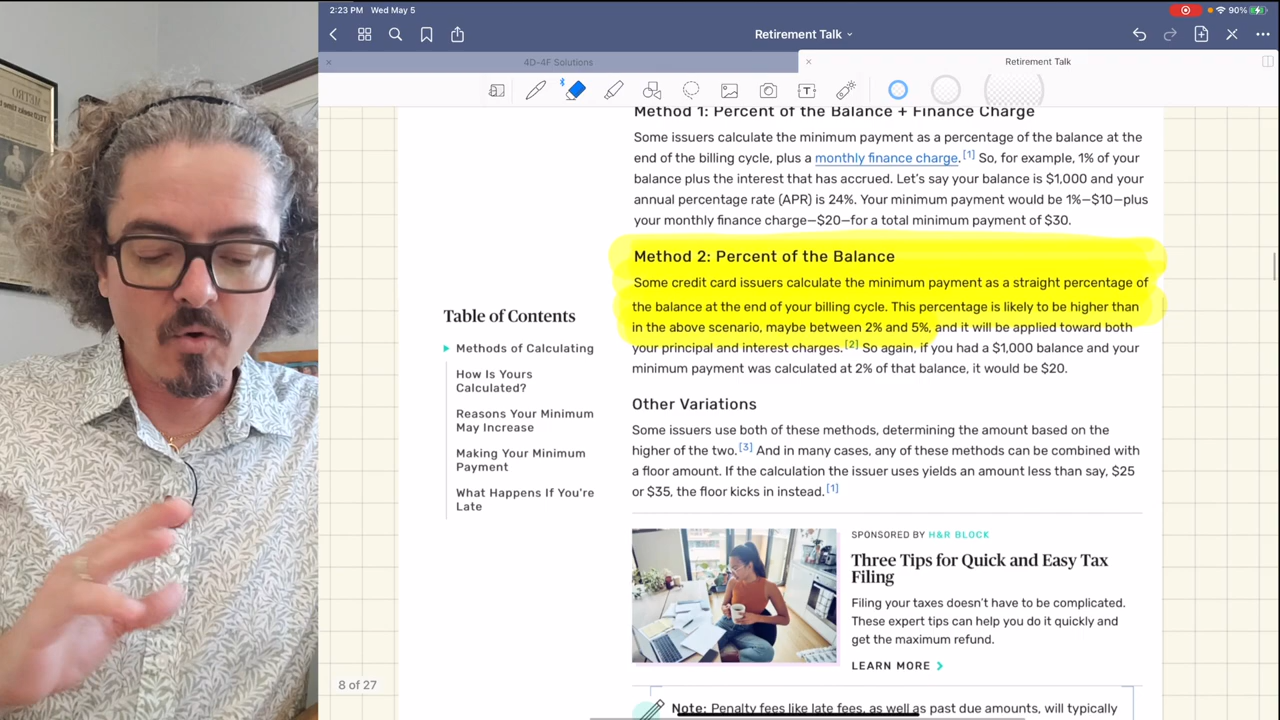 2:23 PM Wed May 5
90%
Retirement Talk
4D-4F Solutions
Retirement Talk
METRO
Method 1: Percent of the Balance + Finance Charge
Some issuers calculate the minimum payment as a percentage of the balance at the
end of the billing cycle, plus a monthly finance charge.[1] So, for example, 1% of your
balance plus the interest that has accrued. Let's say your balance is $1,000 and your
annual percentage rate (APR) is 24%. Your minimum payment would be 1%—$10—plus
your monthly finance charge—$20—for a total minimum payment of $30.
Method 2: Percent of the Balance
Some credit card issuers calculate the minimum payment as a straight percentage of
the balance at the end of your billing cycle. This percentage is likely to be higher than
in the above scenario, maybe between 2% and 5%, and it will be applied toward both
your principal and interest charges.[2] So again, if you had a $1,000 balance and your
minimum payment was calculated at 2% of that balance, it would be $20.
Table of Contents
Methods of Calculating
How Is Yours
Calculated?
Reasons Your Minimum
May Increase
Making Your Minimum
Payment
What Happens If You're
Late
Other Variations
Some issuers use both of these methods, determining the amount based on the
higher of the two.[3] And in many cases, any of these methods can be combined with
a floor amount. If the calculation the issuer uses yields an amount less than say, $25
or $35, the floor kicks in instead.[1]
SPONSORED BY H&R BLOCK
Three Tips for Quick and Easy Tax
Filing
Filing your taxes doesn't have to be complicated.
These expert tips can help you do it quickly and
get the maximum refund.
LEARN MORE
8 of 27
Note: Penalty fees like late fees, as well as past due amounts, will typically